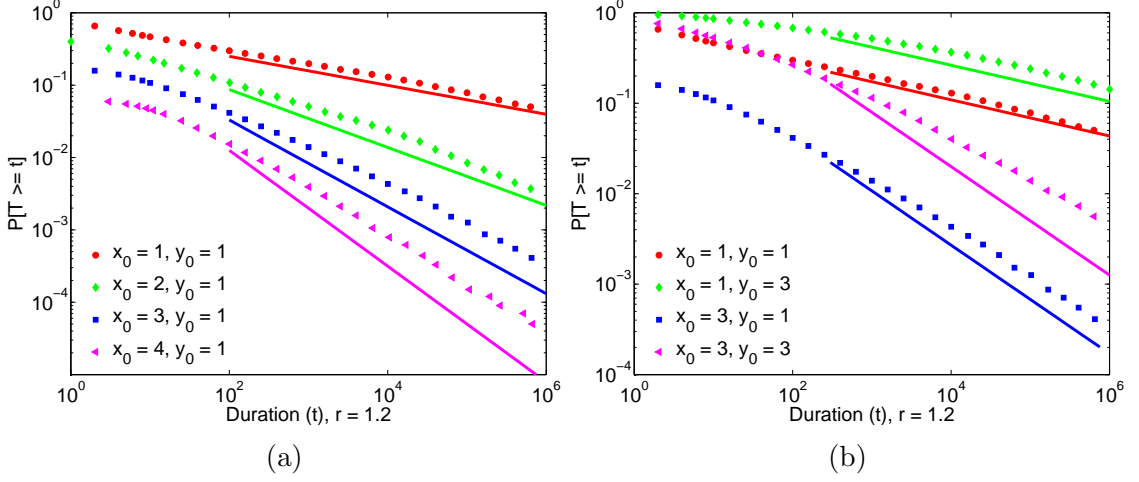 10^0
10^-1
10^-2
10^-3
10^-4
P[T >= t]
x_0 = 1, y_0 = 1
x_0 = 2, y_0 = 1
x_0 = 3, y_0 = 1
x_0 = 4, y_0 = 1
10^0 10^2 10^4 10^6
Duration (t), r = 1.2
(a)
10^0
10^-1
10^-2
10^-3
10^-4
P[T >= t]
x_0 = 1, y_0 = 1
x_0 = 1, y_0 = 3
x_0 = 3, y_0 = 1
x_0 = 3, y_0 = 3
10^0 10^2 10^4 10^6
Duration (t), r = 1.2
(b)